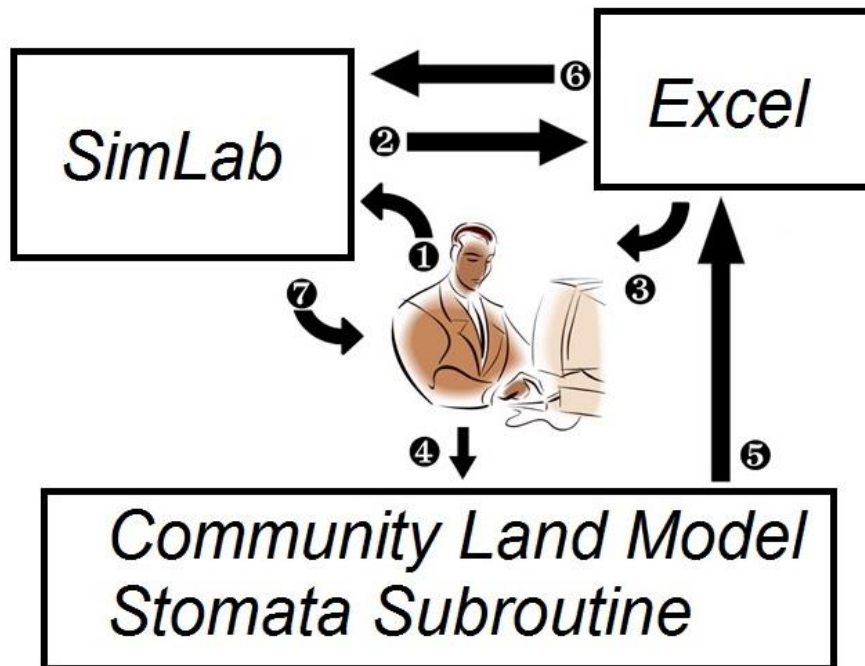 ❻
Excel
SimLab
❷
❶
❸
❼
❹
❺
Community Land Model
Stomata Subroutine